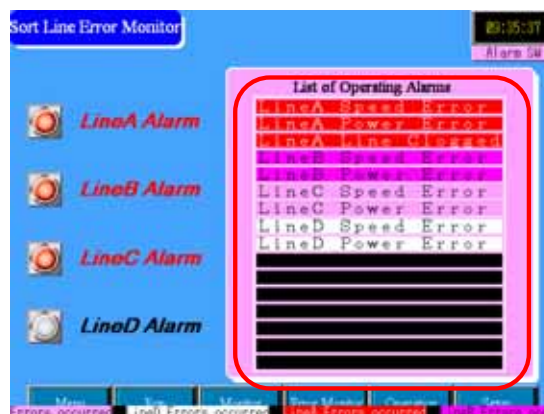 Sort Line Error Monitor
09:35:37
Alarm SW
List of Operating Alarms
LineA Speed Error
LineA Power Error
LineA Line Clogged
LineB Speed Error
LineB Power Error
LineC Speed Error
LineC Power Error
LineD Speed Error
LineD Power Error
LineA Alarm
LineB Alarm
LineC Alarm
LineD Alarm
Menu
Monitor
Error Monitor
Operation
Errors occurred LineD Errors occurred Errors occurred